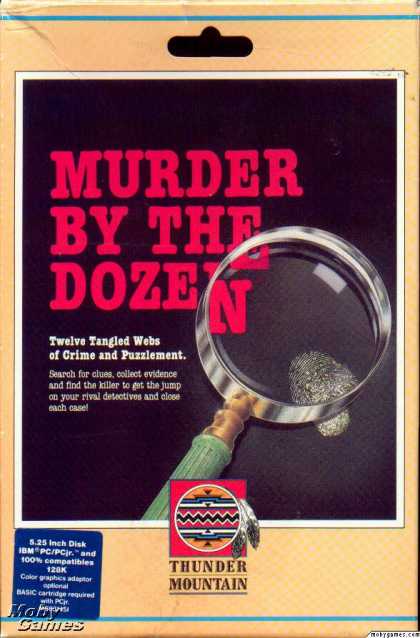 MURDER
BY THE
DOZEN
Twelve Tangled Webs
of Crime and Puzzlement.
Search for clues, collect evidence
and find the killer to get the jump
on your rival detectives and close
each case!
5.25 Inch Disk
IBM® PC/PCjr.™ and
100% compatibles
128K
Color graphics adaptor
optional
BASIC cartridge required
with PCjr.
THUNDER
MOUNTAIN
Moby
Games
mobygames.com